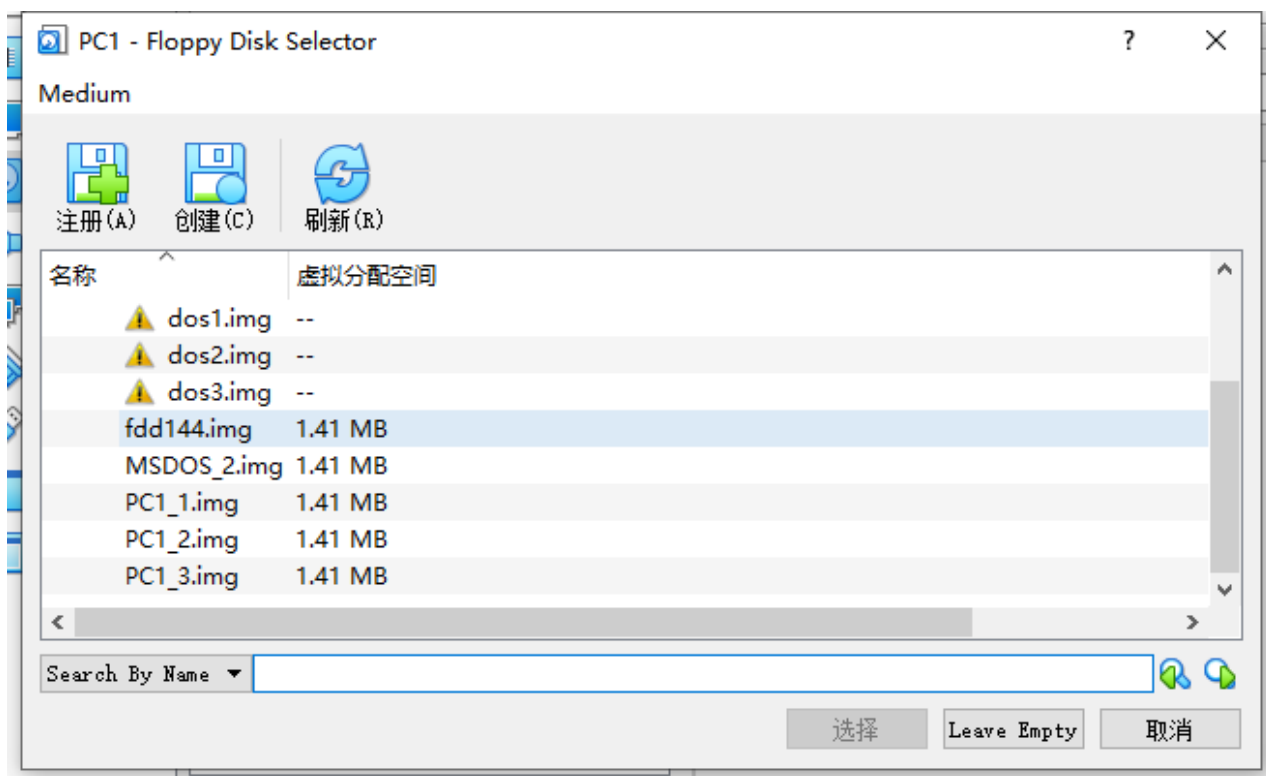 PC1 - Floppy Disk Selector ?
Medium
注册(A) 创建(C) 刷新(R)
名称 虚拟分配空间
dos1.img --
dos2.img --
dos3.img --
fdd144.img 1.41 MB
MSDOS_2.img 1.41 MB
PC1_1.img 1.41 MB
PC1_2.img 1.41 MB
PC1_3.img 1.41 MB
Search By Name
选择 Leave Empty 取消